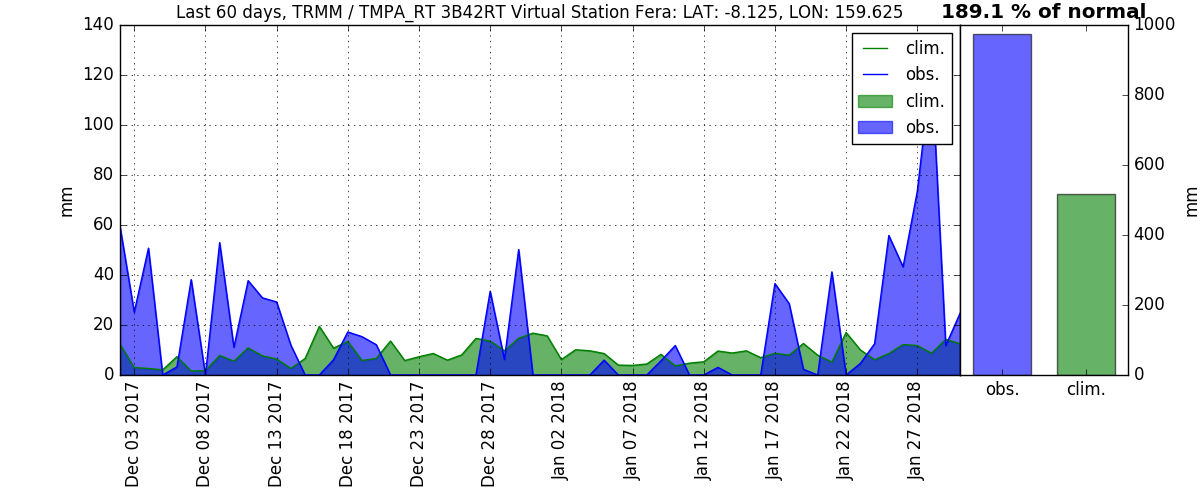 Last 60 days, TRMM / TMPA_RT 3B42RT Virtual Station Fera: LAT: -8.125, LON: 159.625
189.1 % of normal
140
120
100
80
60
40
20
0
mm
clim.
obs.
clim.
obs.
Dec 03 2017
Dec 08 2017
Dec 13 2017
Dec 18 2017
Dec 23 2017
Dec 28 2017
Jan 02 2018
Jan 07 2018
Jan 12 2018
Jan 17 2018
Jan 22 2018
Jan 27 2018
1000
800
600
400
200
0
mm
obs.
clim.